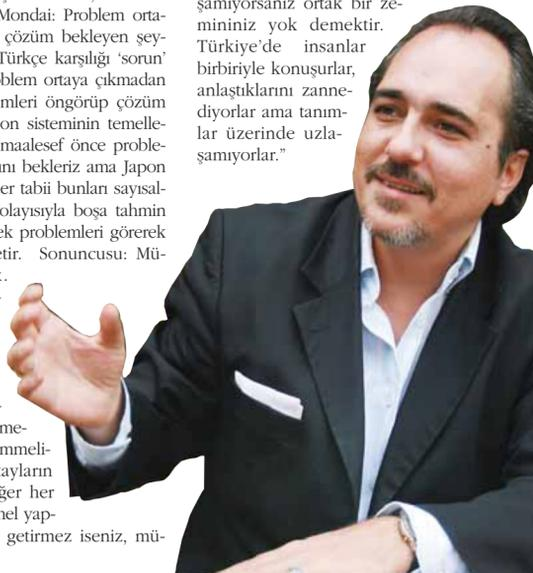 Mondai: Problem orta-
çözüm bekleyen şey-
Türkçe karşılığı ‘sorun’
oblem ortaya çıkmadan
mleri öngörüp çözüm
on sisteminin temelle-
maalesef önce proble-
nı bekleriz ama Japon
er tabii bunları sayısal-
olayısıyla boşa tahmin
ek problemleri görerek
etir. Sonuncusu: Mü-
me-
mmeli-
tayların
ğer her
nel yap-
getirmez iseniz, mü-
şamıyorsanız ortak bir ze-
mininiz yok demektir.
Türkiye’de insanlar
birbiriyle konuşurlar,
anlaştıklarını zanne-
diyorlar ama tanım-
lar üzerinde uzla-
şamıyorlar.”